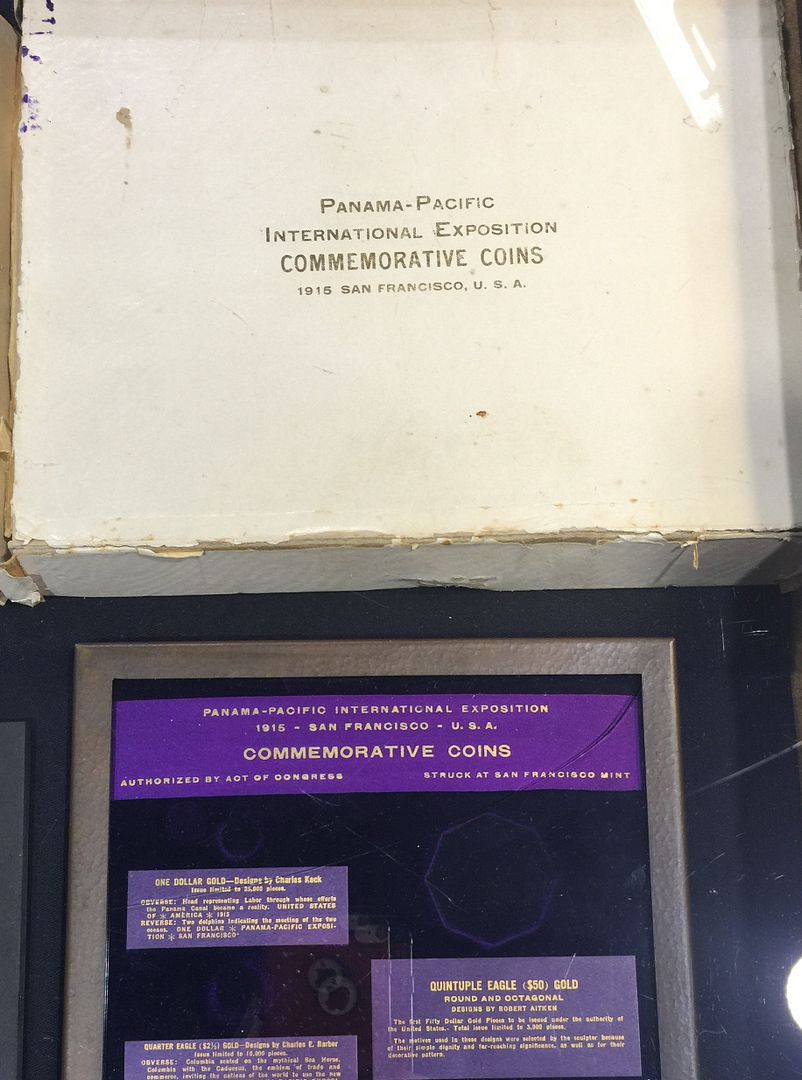 PANAMA-PACIFIC
INTERNATIONAL EXPOSITION
COMMEMORATIVE COINS
1915 SAN FRANCISCO, U. S. A.
PANAMA-PACIFIC INTERNATIONAL EXPOSITION
1915 - SAN FRANCISCO - U. S. A.
COMMEMORATIVE COINS
AUTHORIZED BY ACT OF CONGRESS STRUCK AT SAN FRANCISCO MINT
ONE DOLLAR GOLD—Designs by Charles Keck
Issue limited to 25,000 pieces.
OBVERSE: Head representing Labor through whose efforts
the Panama Canal became a reality. UNITED STATES
OF * AMERICA * 1915
REVERSE: Two dolphins indicating the meeting of the two
oceans. ONE DOLLAR * PANAMA-PACIFIC EXPOSI-
TION * SAN FRANCISCO·
QUINTUPLE EAGLE ($50) GOLD
ROUND AND OCTAGONAL
DESIGNS BY ROBERT AITKEN
The first Fifty Dollar Gold Pieces to be issued under the authority of
the United States. Total issue limited to 3,000 pieces.
The motives used in these designs were selected by the sculptor because
of their simple dignity and far-reaching significance, as well as for their
decorative pattern.
QUARTER EAGLE ($2½) GOLD—Designs by Charles E. Barber
Issue limited to 10,000 pieces.
OBVERSE: Columbia seated on the mythical Sea Horse,
Columbia with the Caduceus, the emblem of trade and
commerce, inviting the nations of the world to use the new